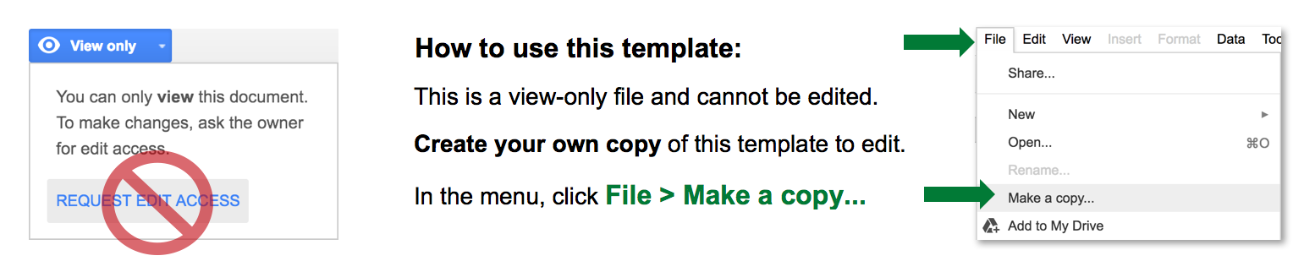 View only
You can only view this document.
To make changes, ask the owner
for edit access.
REQUEST EDIT ACCESS
How to use this template:
This is a view-only file and cannot be edited.
Create your own copy of this template to edit.
In the menu, click File > Make a copy...
File Edit View Insert Format Data Too
Share...
New ►
Open... ⌘O
Rename...
Make a copy...
Add to My Drive